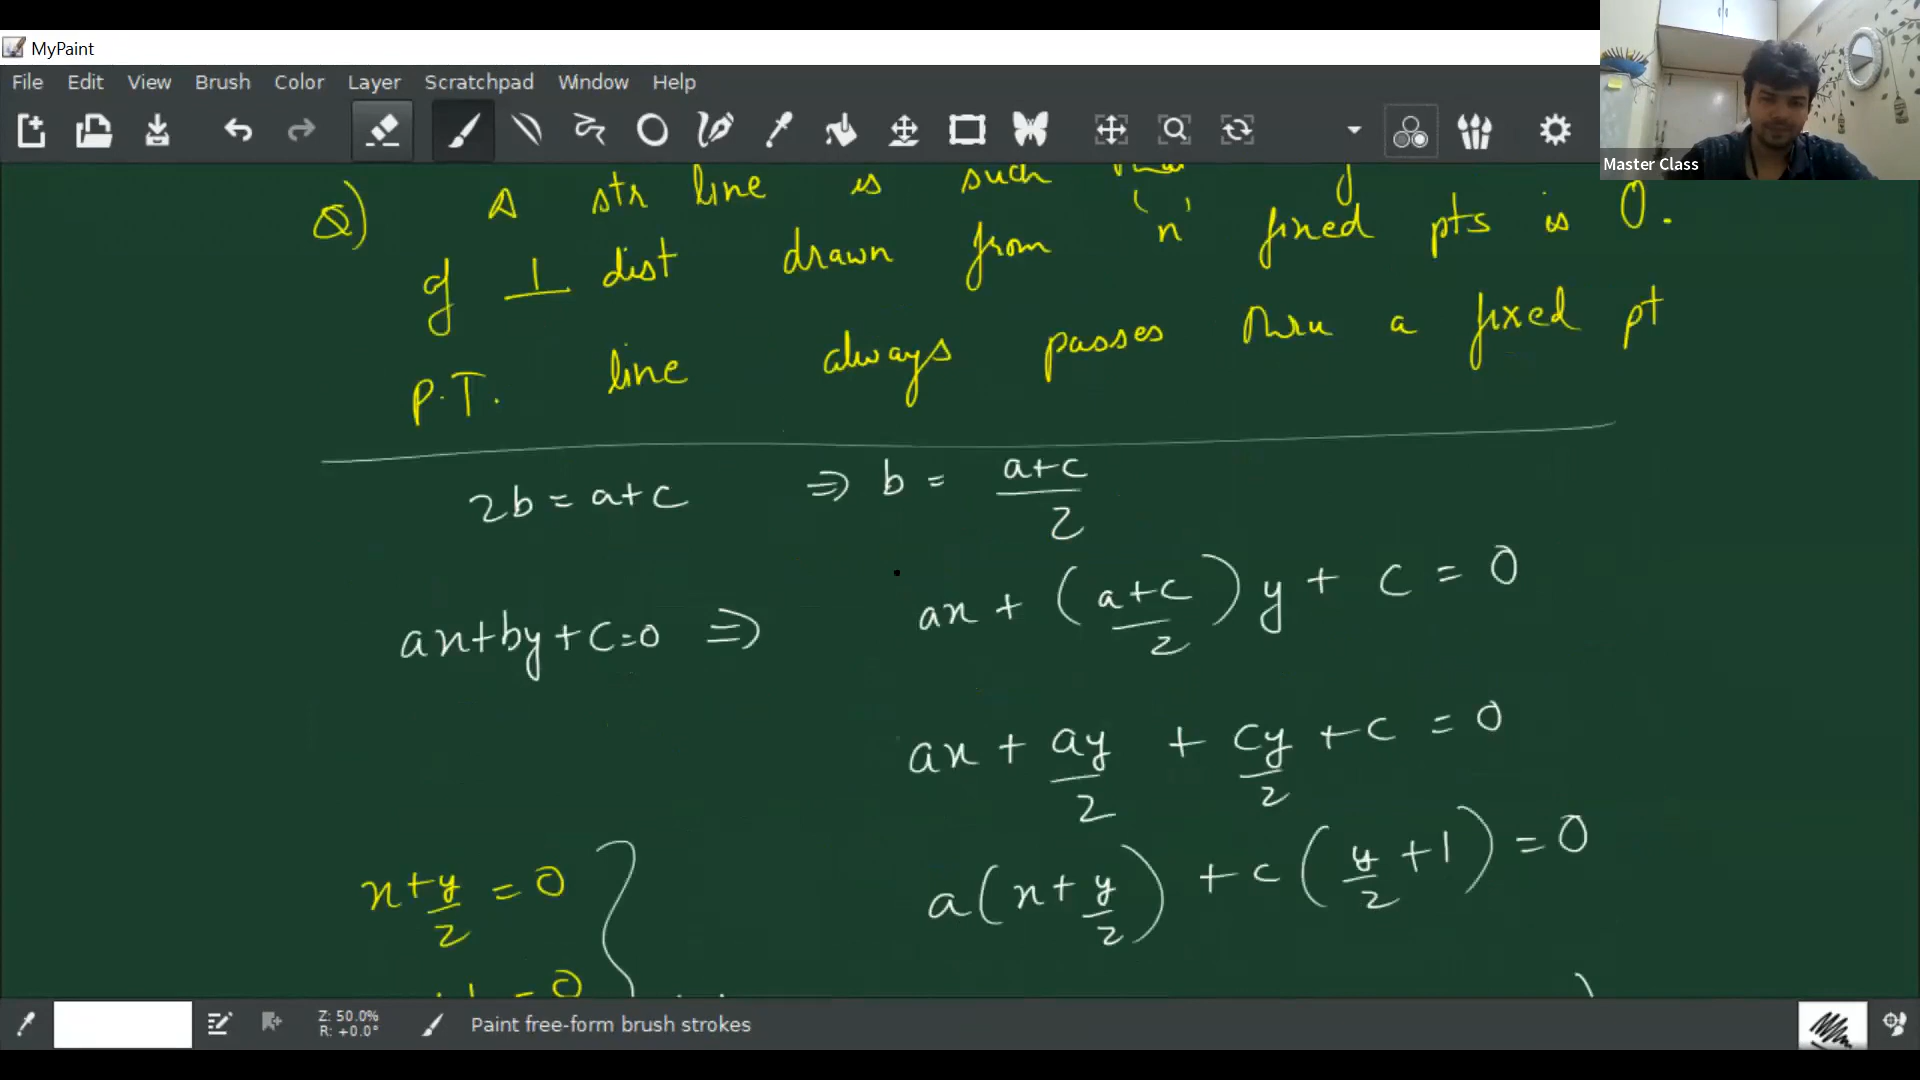 MyPaint
File Edit View Brush Color Layer Scratchpad Window Help
Master Class
Q) A str line is such
of ⊥ dist drawn from 'n' fixed pts is 0.
P.T. line always passes thru a fixed pt
2b = a+c ⇒ b = (a+c)/2
ax+by+c=0 ⇒ ax + ((a+c)/2) y + c = 0
ax + ay/2 + cy/2 + c = 0
a(x + y/2) + c(y/2 + 1) = 0
x + y/2 = 0
= 0
Z: 50.0%
R: +0.0°
Paint free-form brush strokes